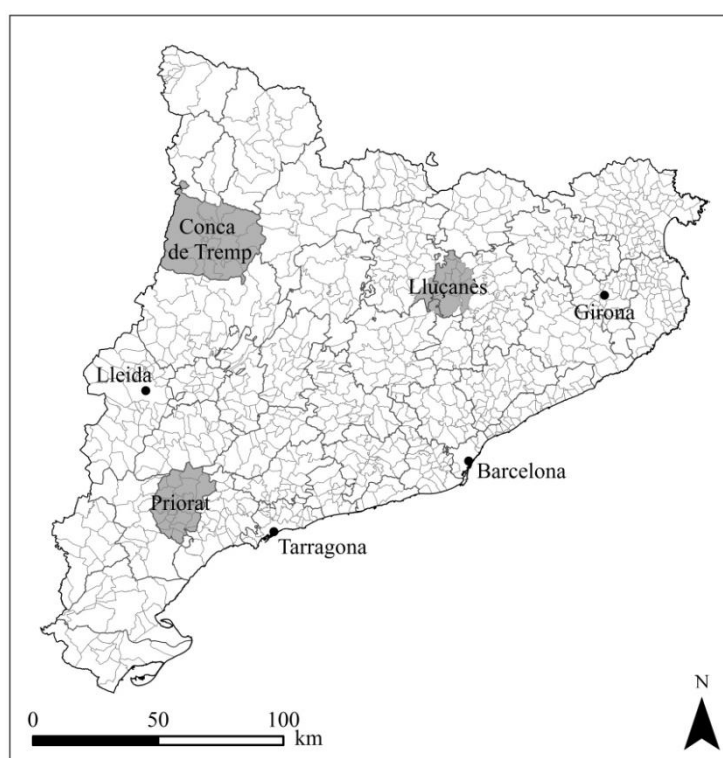 Conca
de Tremp
Lluçanès
Girona
Lleida
Barcelona
Priorat
Tarragona
N
0 50 100
km